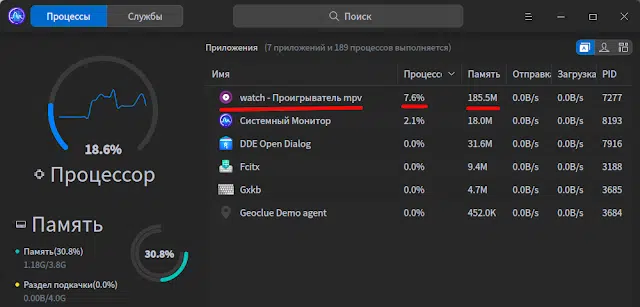 Процессы Службы Поиск
Приложения (7 приложений и 189 процессов выполняется)
Имя Процессо Память Отправка Загрузка PID
watch - Проигрыватель mpv 7.6% 185.5M 0.0B/s 0.0B/s 7277
Системный Монитор 2.1% 18.0M 0.0B/s 0.0B/s 8193
DDE Open Dialog 0.0% 31.6M 0.0B/s 0.0B/s 7916
Fcitx 0.0% 9.4M 0.0B/s 0.0B/s 3188
Gxkb 0.0% 4.7M 0.0B/s 0.0B/s 3685
Geoclue Demo agent 0.0% 452.0K 0.0B/s 0.0B/s 3684
18.6%
Процессор
Память
Память(30.8%)
1.18G/3.8G
30.8%
Раздел подкачки(0.0%)
0.00B/4.0G